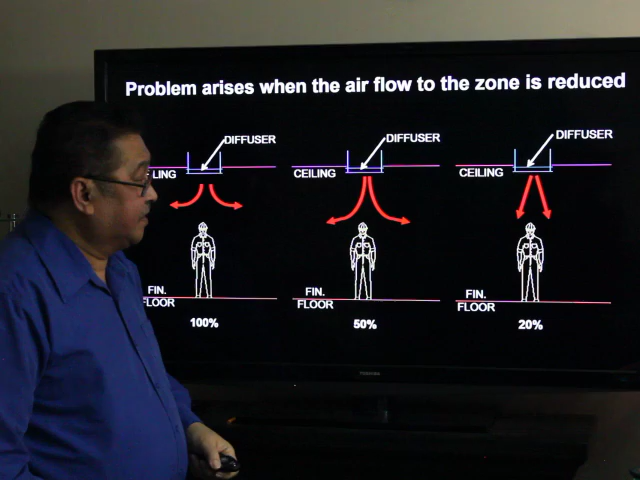 Problem arises when the air flow to the zone is reduced
DIFFUSER
DIFFUSER
DIFFUSER
LING
CEILING
CEILING
FIN.
FLOOR
FIN.
FLOOR
FIN.
FLOOR
100%
50%
20%
TOSHIBA